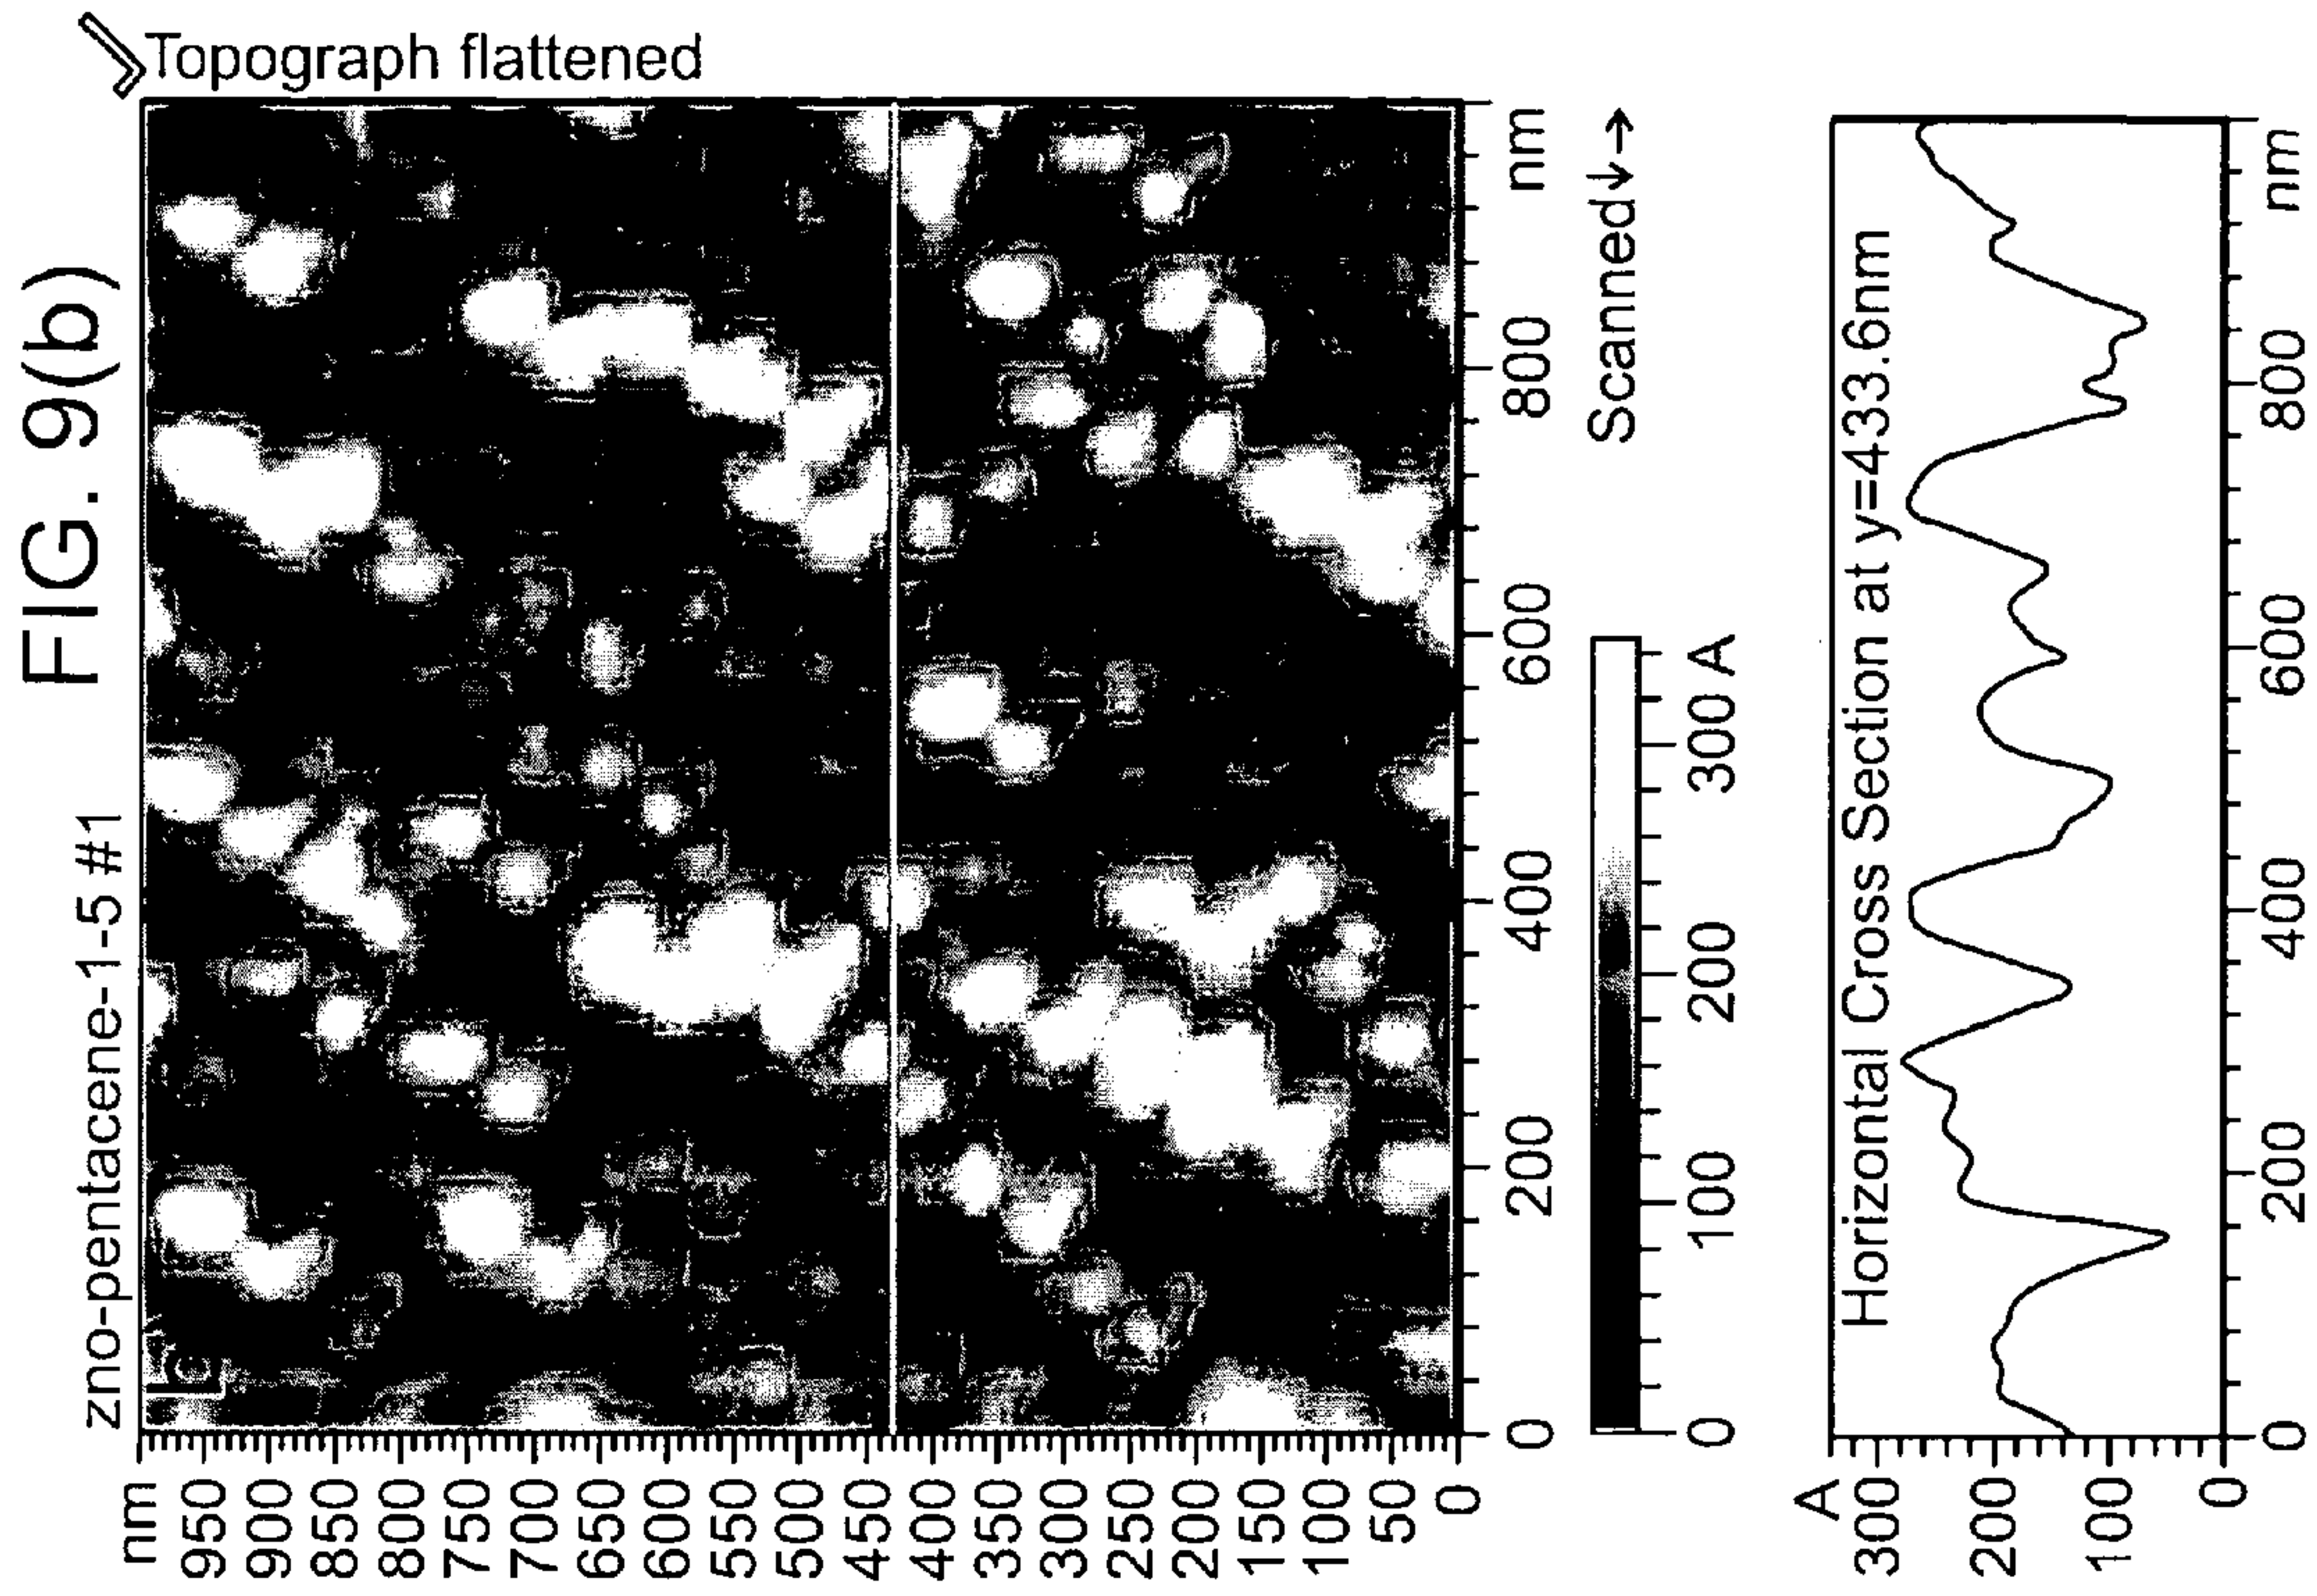 FIG. 9(b)
zno-pentacene-1-5 #1
Topograph flattened
nm
950
900
850
800
750
700
650
600
550
500
450
400
350
300
250
200
150
100
50
0
0 200 400 600 800 nm
Scanned↓→
0 100 200 300 A
Horizontal Cross Section at y=433.6nm
A
300
200
100
0
0 200 400 600 800 nm